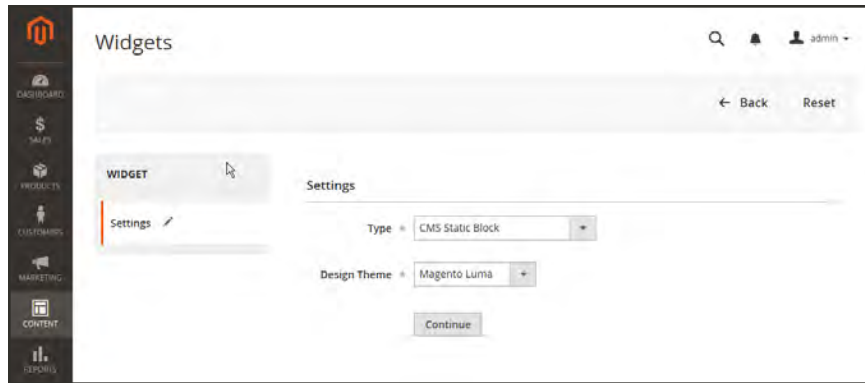 Widgets
admin
← Back Reset
DASHBOARD
SALES
PRODUCTS
CUSTOMERS
MARKETING
CONTENT
REPORTS
WIDGET
Settings
Settings
Type * CMS Static Block
Design Theme * Magento Luma
Continue